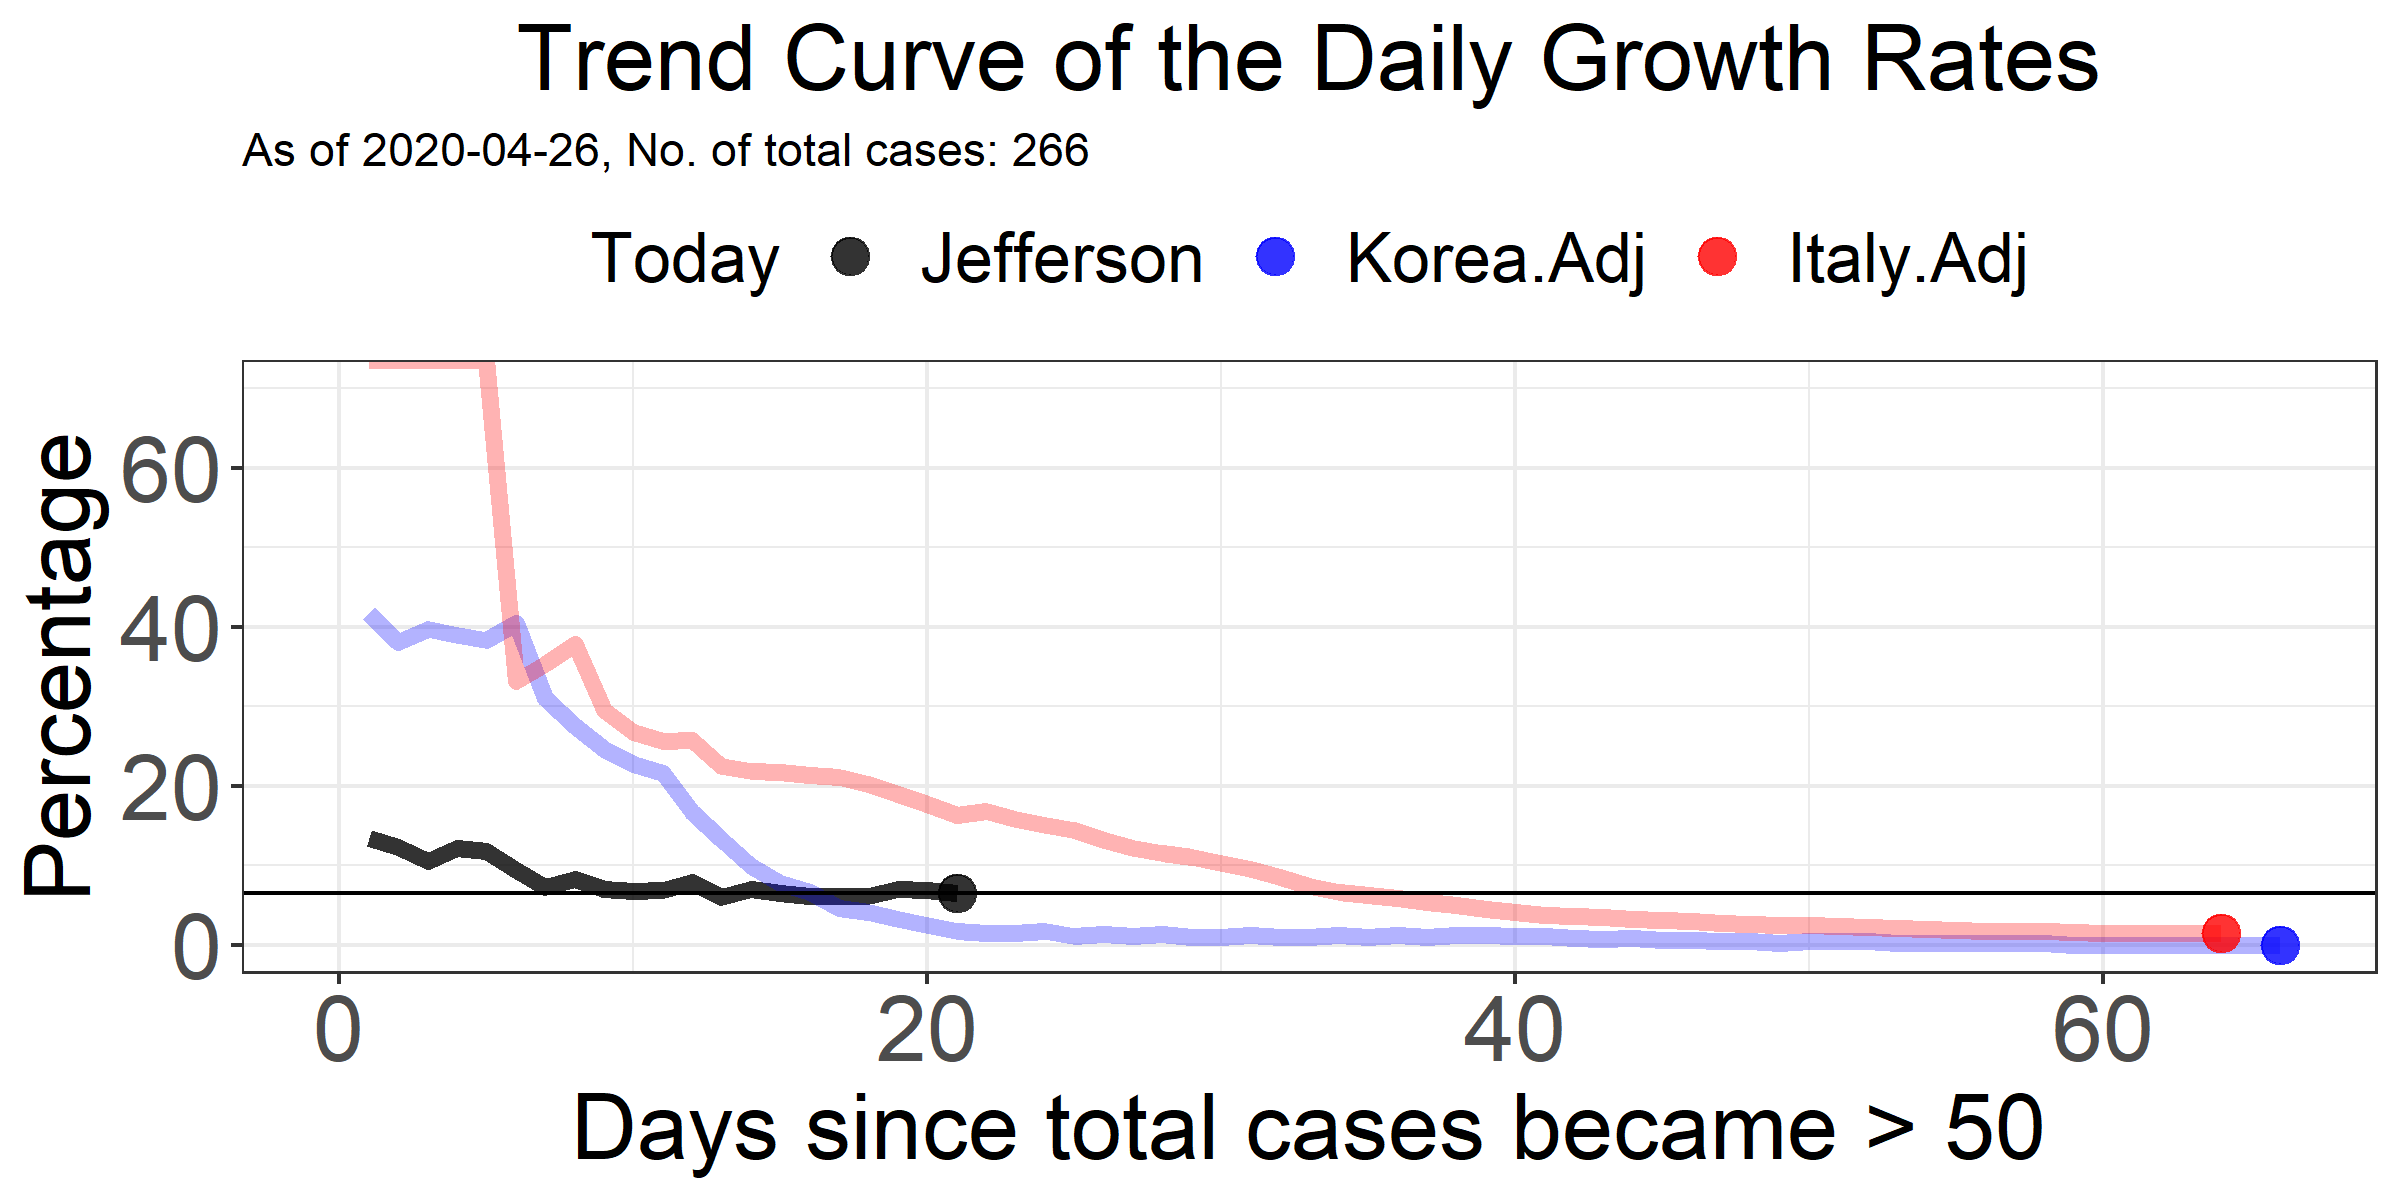 Trend Curve of the Daily Growth Rates
As of 2020-04-26, No. of total cases: 266
Today Jefferson Korea.Adj Italy.Adj
Percentage
60
40
20
0
0 20 40 60
Days since total cases became > 50